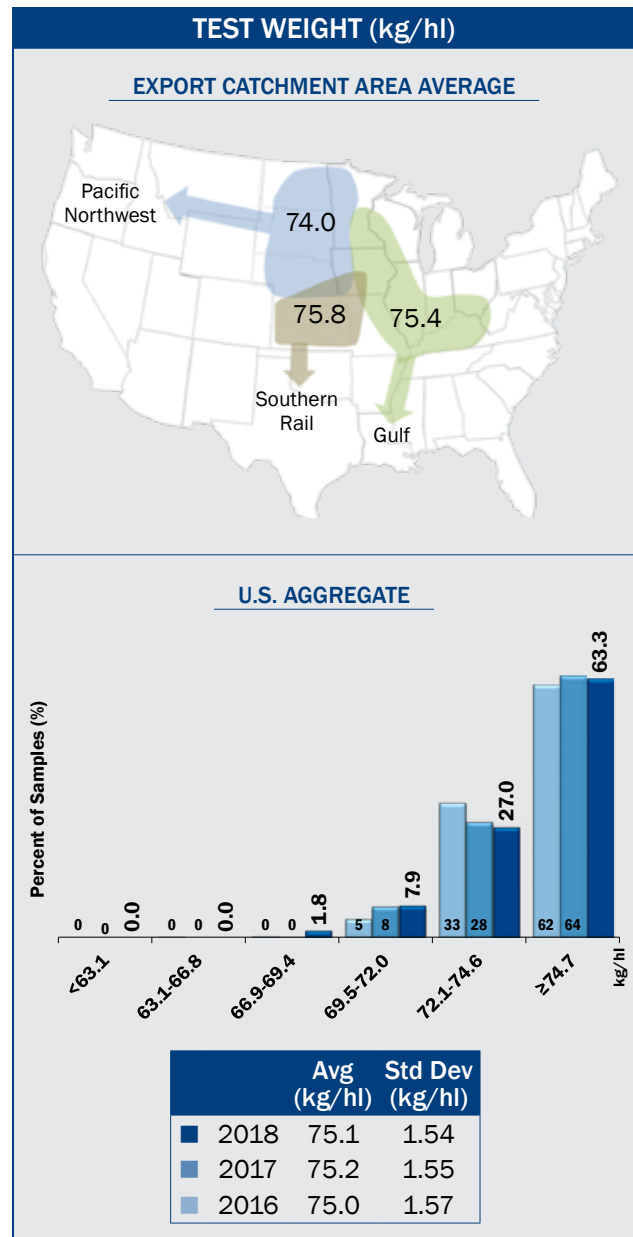 TEST WEIGHT (kg/hl)
EXPORT CATCHMENT AREA AVERAGE
Pacific
Northwest
74.0
75.8
75.4
Southern
Rail
Gulf
U.S. AGGREGATE
Percent of Samples (%)
0 0 0.0
0 0 0.0
0 0 1.8
5 8 7.9
33 28 27.0
62 64 63.3
<63.1 63.1-66.8 66.9-69.4 69.5-72.0 72.1-74.6 ≥74.7 kg/hl
Avg Std Dev
(kg/hl) (kg/hl)
2018 75.1 1.54
2017 75.2 1.55
2016 75.0 1.57